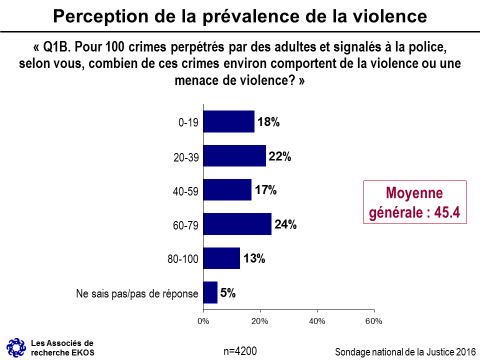 Perception de la prévalence de la violence
« Q1B. Pour 100 crimes perpétrés par des adultes et signalés à la police,
selon vous, combien de ces crimes environ comportent de la violence ou une
menace de violence? »
0-19 18%
20-39 22%
40-59 17%
60-79 24%
80-100 13%
Ne sais pas/pas de réponse 5%
Moyenne
générale : 45.4
0% 20% 40% 60%
Les Associés de
recherche EKOS
n=4200
Sondage national de la Justice 2016